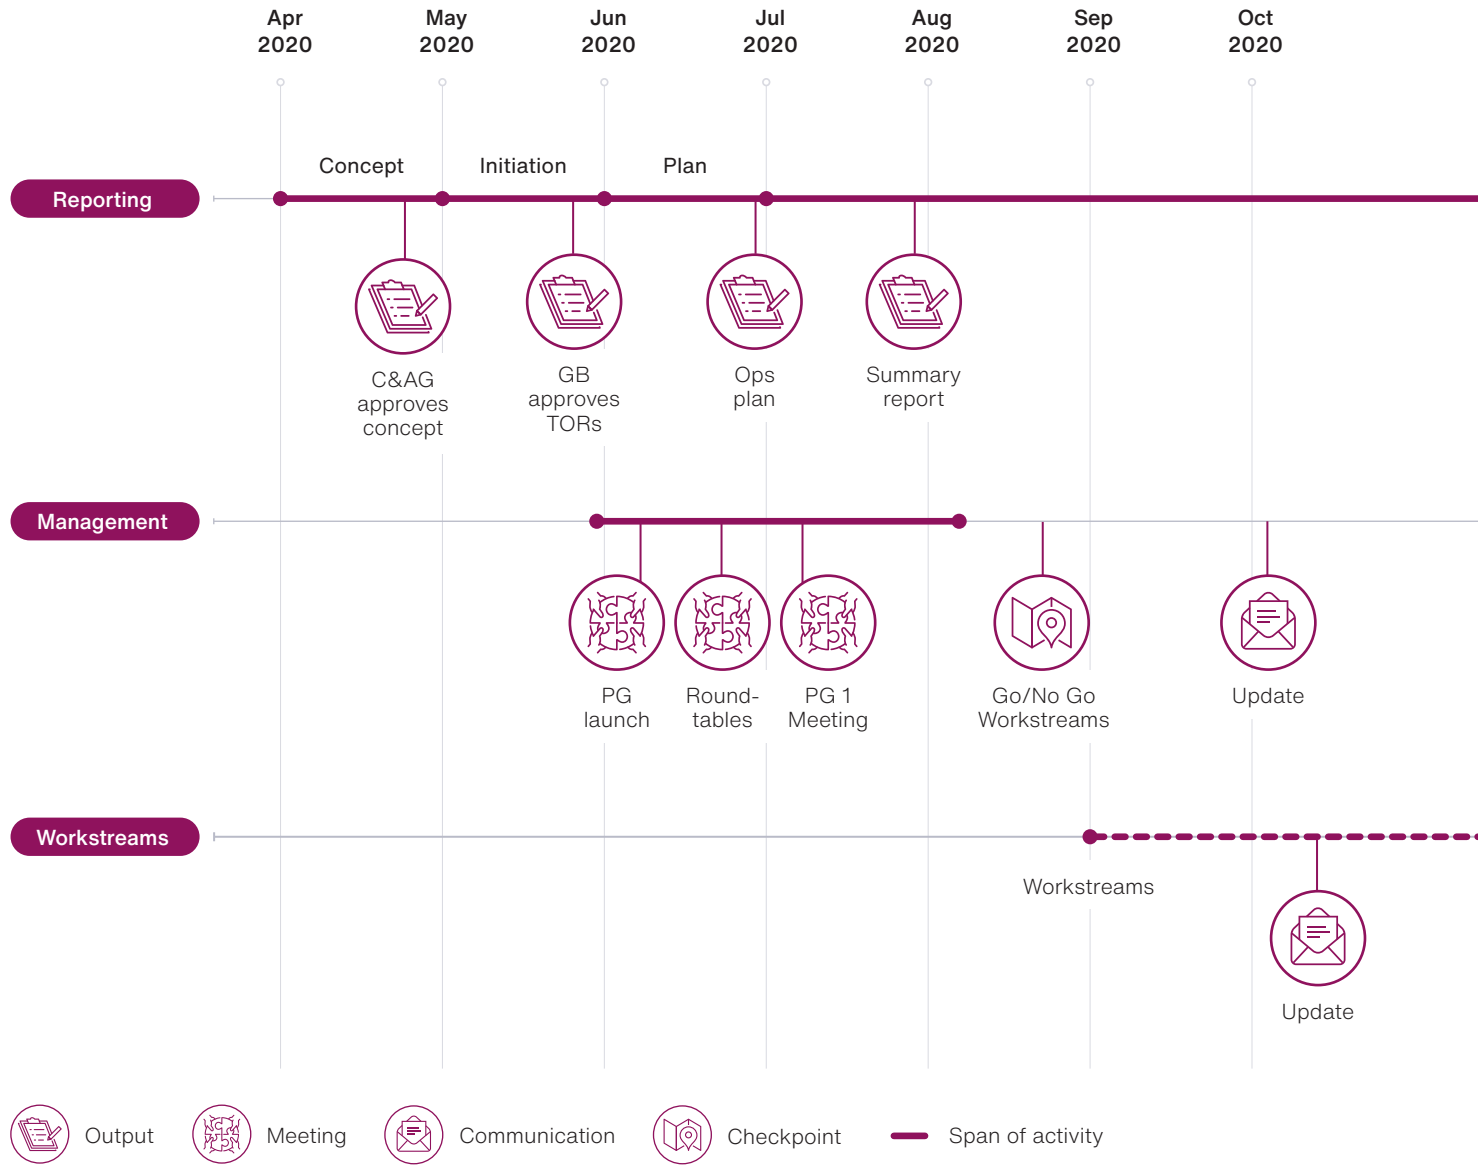 Apr
2020
May
2020
Jun
2020
Jul
2020
Aug
2020
Sep
2020
Oct
2020
Concept
Initiation
Plan
Reporting
C&AG
approves
concept
GB
approves
TORs
Ops
plan
Summary
report
Management
PG
launch
Round-
tables
PG 1
Meeting
Go/No Go
Workstreams
Update
Workstreams
Workstreams
Update
Output
Meeting
Communication
Checkpoint
Span of activity